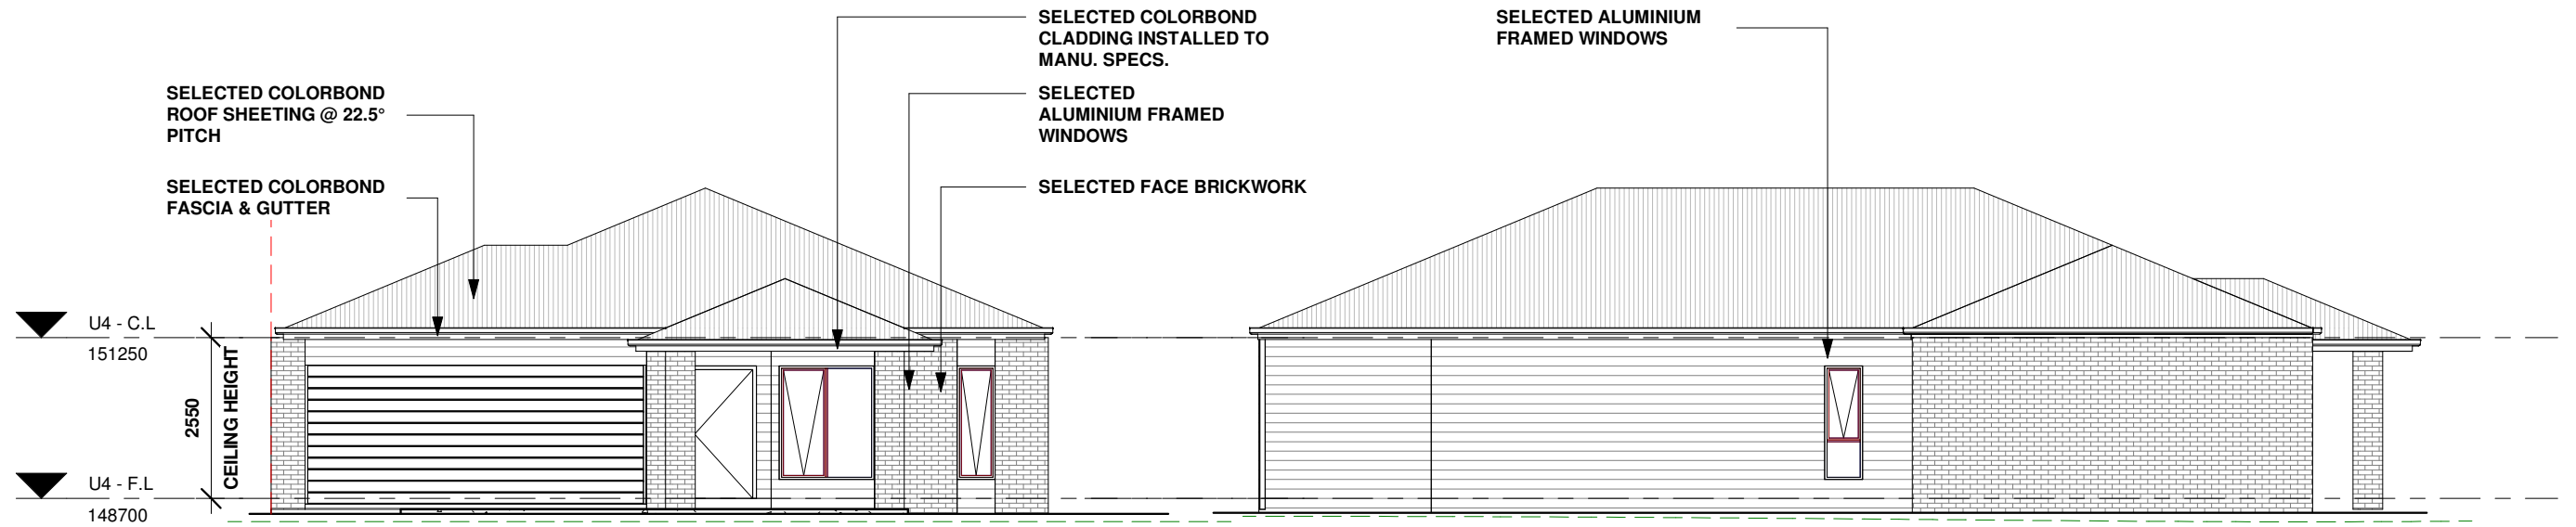 SELECTED COLORBOND
CLADDING INSTALLED TO
MANU. SPECS.
SELECTED ALUMINIUM
FRAMED WINDOWS
SELECTED COLORBOND
ROOF SHEETING @ 22.5°
PITCH
SELECTED
ALUMINIUM FRAMED
WINDOWS
SELECTED COLORBOND
FASCIA & GUTTER
SELECTED FACE BRICKWORK
U4 - C.L
151250
2550
CEILING HEIGHT
U4 - F.L
148700